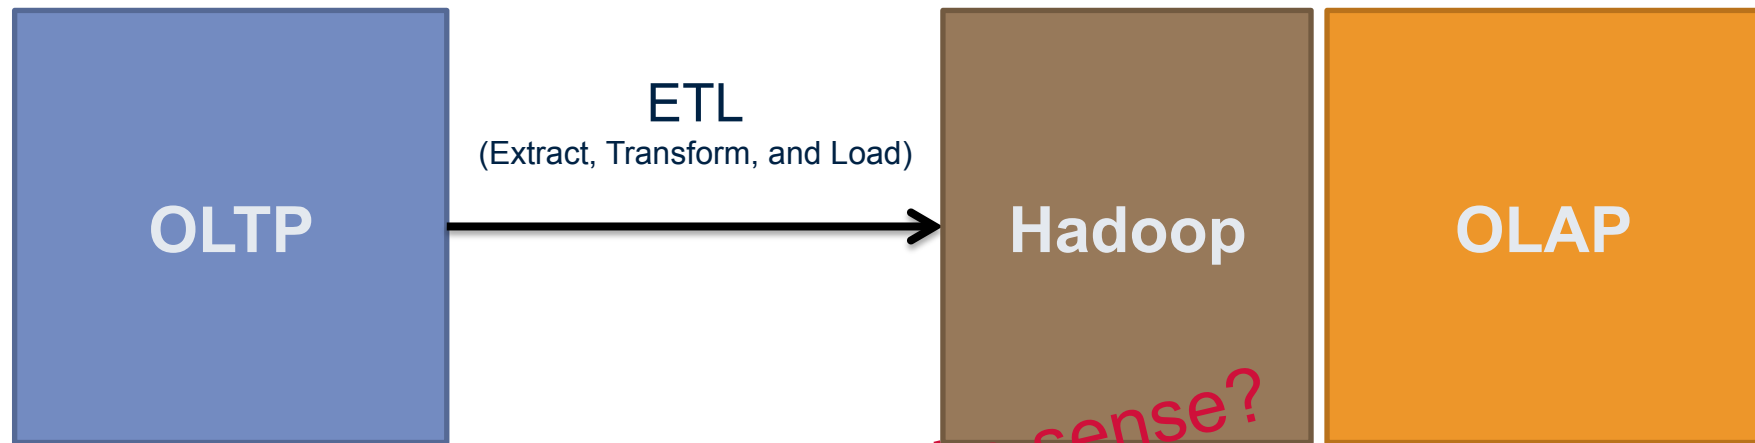 ETL
(Extract, Transform, and Load)
OLTP
Hadoop
OLAP
sense?